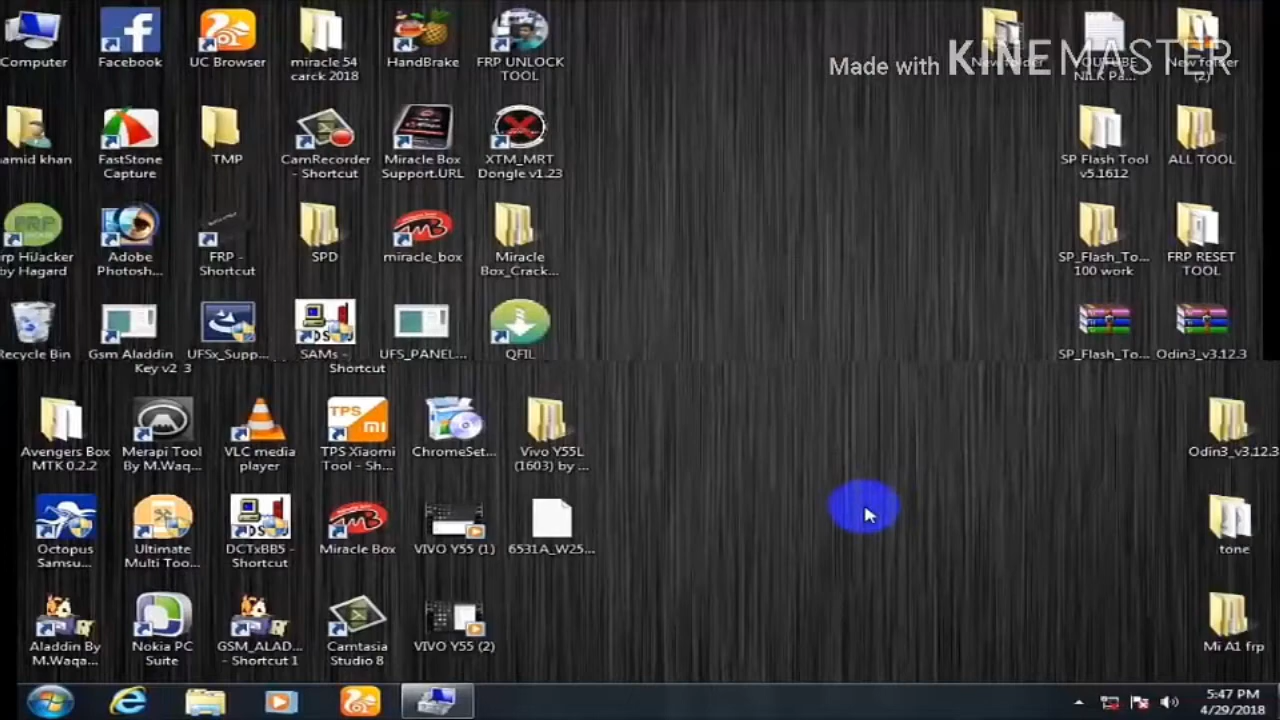 Made with KINEMASTER
Computer
Facebook
UC Browser
miracle 54
carck 2018
HandBrake
FRP UNLOCK
TOOL
New folder
YOUTUBE
NILK Pa...
New folder
(2)
amid khan
FastStone
Capture
TMP
CamRecorder
- Shortcut
Miracle Box
Support.URL
XTM_MRT
Dongle v1.23
SP Flash Tool
v5.1612
ALL TOOL
rp HiJacker
by Hagard
Adobe
Photosh...
FRP -
Shortcut
SPD
miracle_box
Miracle
Box_Crack...
SP_Flash_To...
100 work
FRP RESET
TOOL
Recycle Bin
Gsm Aladdin
Key v2_3
UFSx_Supp...
SAMs -
Shortcut
UFS_PANEL...
QFIL
SP_Flash_To...
Odin3_v3.12.3
Avengers Box
MTK 0.2.2
Merapi Tool
By M.Waq...
VLC media
player
TPS Xiaomi
Tool - Sh...
ChromeSet...
Vivo Y55L
(1603) by ...
Odin3_v3.12.3
Octopus
Samsu...
Ultimate
Multi Too...
DCTxBB5 -
Shortcut
Miracle Box
VIVO Y55 (1)
6531A_W25...
tone
Aladdin By
M.Waqa...
Nokia PC
Suite
GSM_ALAD...
- Shortcut 1
Camtasia
Studio 8
VIVO Y55 (2)
Mi A1 frp
5:47 PM
4/29/2018